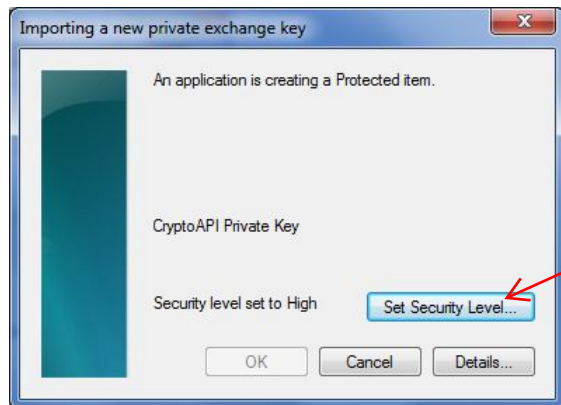 Importing a new private exchange key
An application is creating a Protected item.
CryptoAPI Private Key
Security level set to High
Set Security Level...
OK
Cancel
Details...